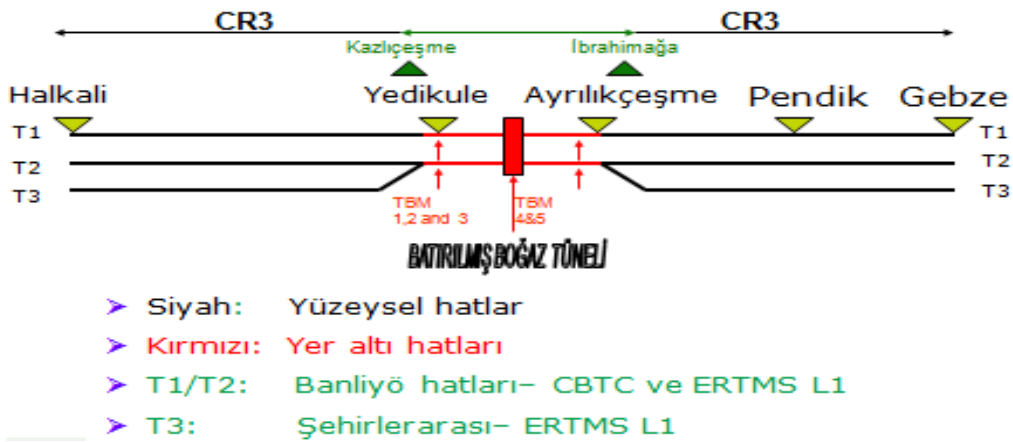 CR3 CR3
Kazlıçeşme İbrahimağa
Halkali Yedikule Ayrılıkçeşme Pendik Gebze
T1 T1
T2 T2
T3 T3
TBM TBM
1,2 and 3 4&5
BATIRILMIŞ BOĞAZ TÜNELİ
Siyah: Yüzeysel hatlar
Kırmızı: Yer altı hatları
T1/T2: Banliyö hatları– CBTC ve ERTMS L1
T3: Şehirlerarası– ERTMS L1